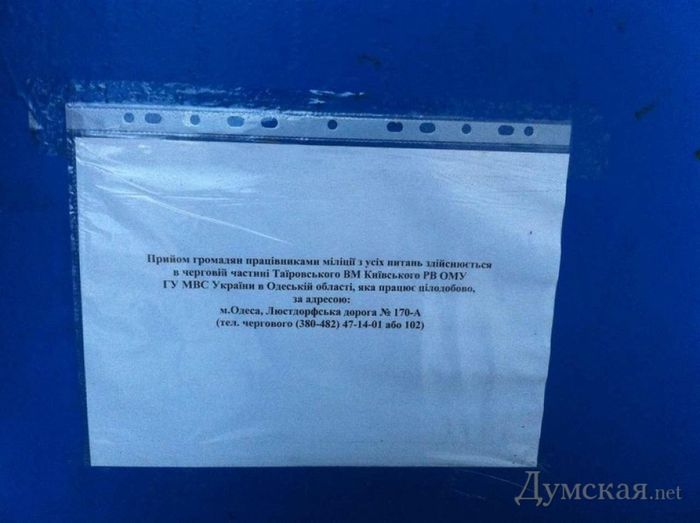 Прийом громадян працівниками міліції з усіх питань здійснюється
в черговій частині Таїровського ВМ Київського РВ ОМУ
ГУ МВС України в Одеській області, яка працює цілодобово,
за адресою:
м.Одеса, Люстдорфська дорога № 170-А
(тел. чергового (380-482) 47-14-01 або 102)
Думская.net